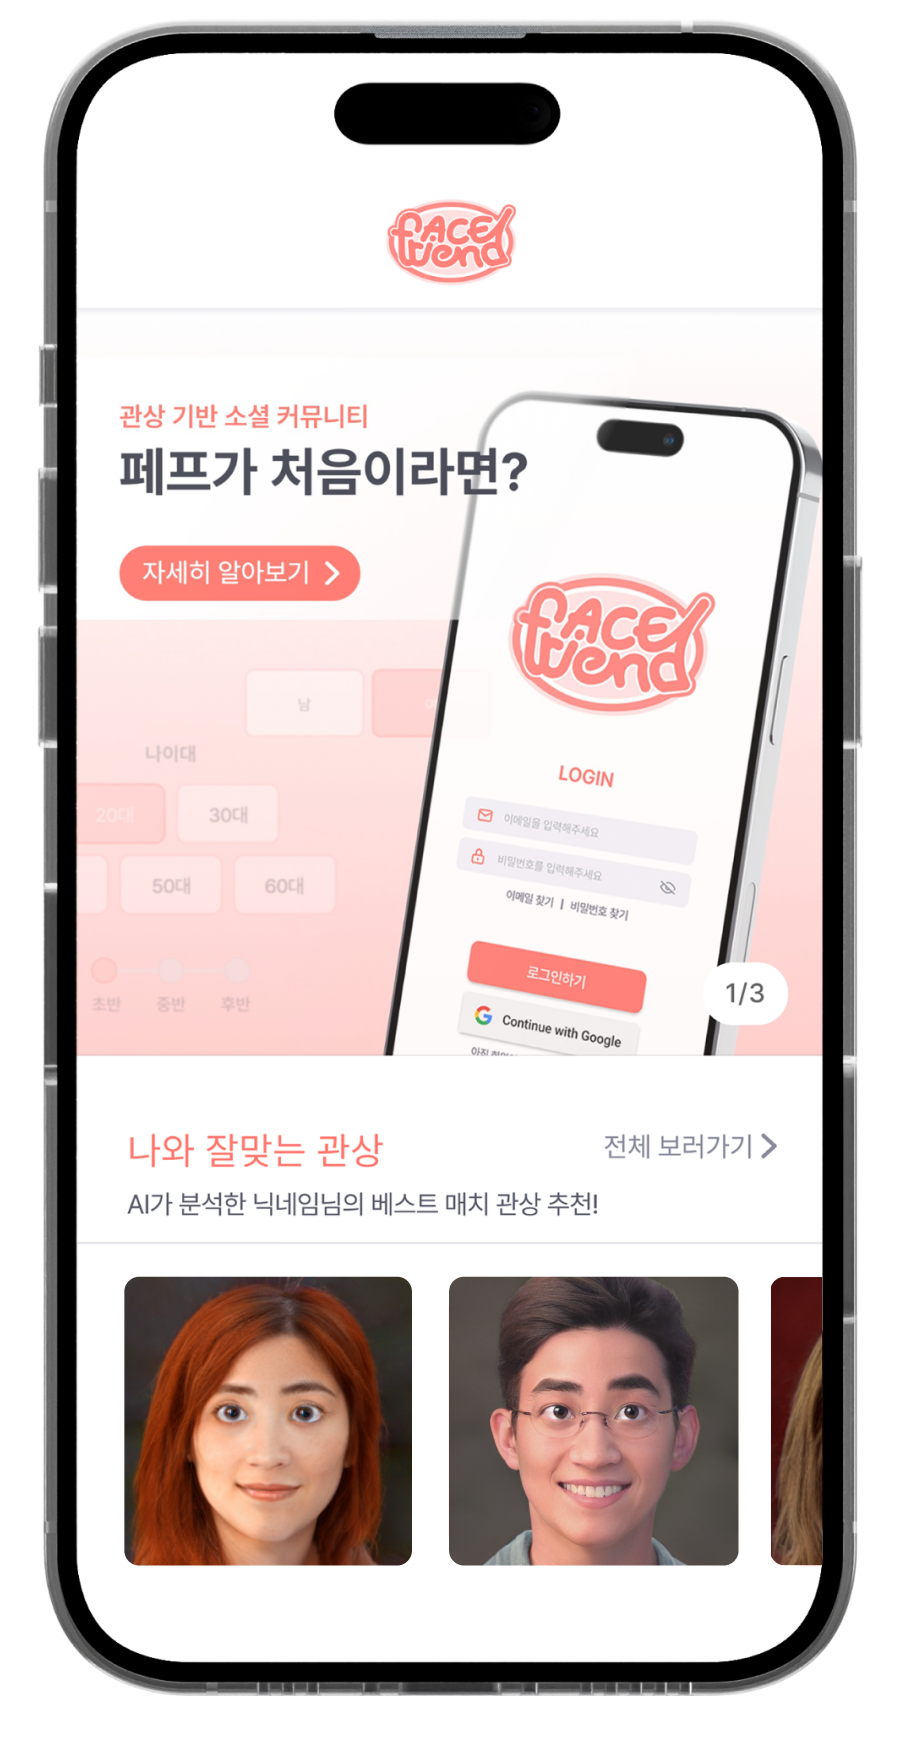 fACE
friend
관상 기반 소셜 커뮤니티
페프가 처음이라면?
자세히 알아보기
fACE
friend
남
나이대
20대
30대
50대
60대
초반
중반
후반
LOGIN
이메일을 입력해주세요
비밀번호를 입력해주세요
이메일 찾기 | 비밀번호 찾기
로그인하기
Continue with Google
1/3
나와 잘맞는 관상
전체 보러가기
AI가 분석한 닉네임님의 베스트 매치 관상 추천!